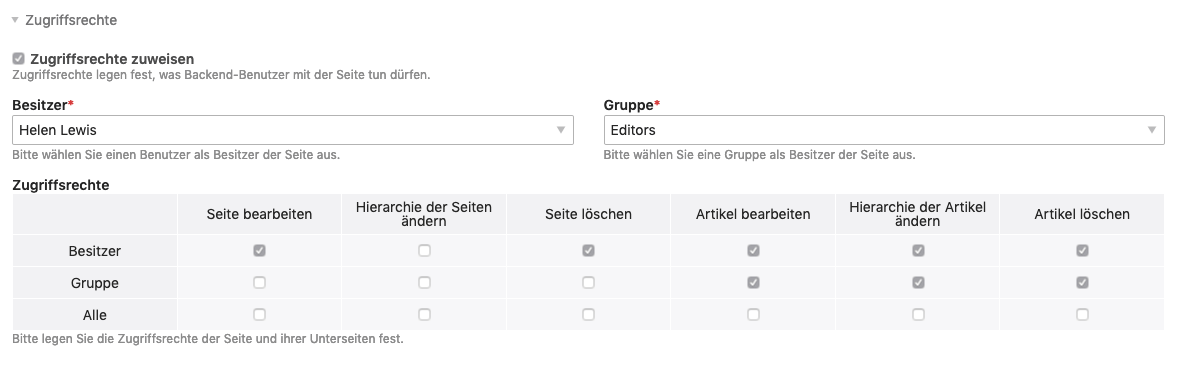 Zugriffsrechte
Zugriffsrechte zuweisen
Zugriffsrechte legen fest, was Backend-Benutzer mit der Seite tun dürfen.
Besitzer* Gruppe*
Helen Lewis Editors
Bitte wählen Sie einen Benutzer als Besitzer der Seite aus. Bitte wählen Sie eine Gruppe als Besitzer der Seite aus.
Zugriffsrechte
Seite bearbeiten Hierarchie der Seiten ändern Seite löschen Artikel bearbeiten Hierarchie der Artikel ändern Artikel löschen
Besitzer
Gruppe
Alle
Bitte legen Sie die Zugriffsrechte der Seite und ihrer Unterseiten fest.